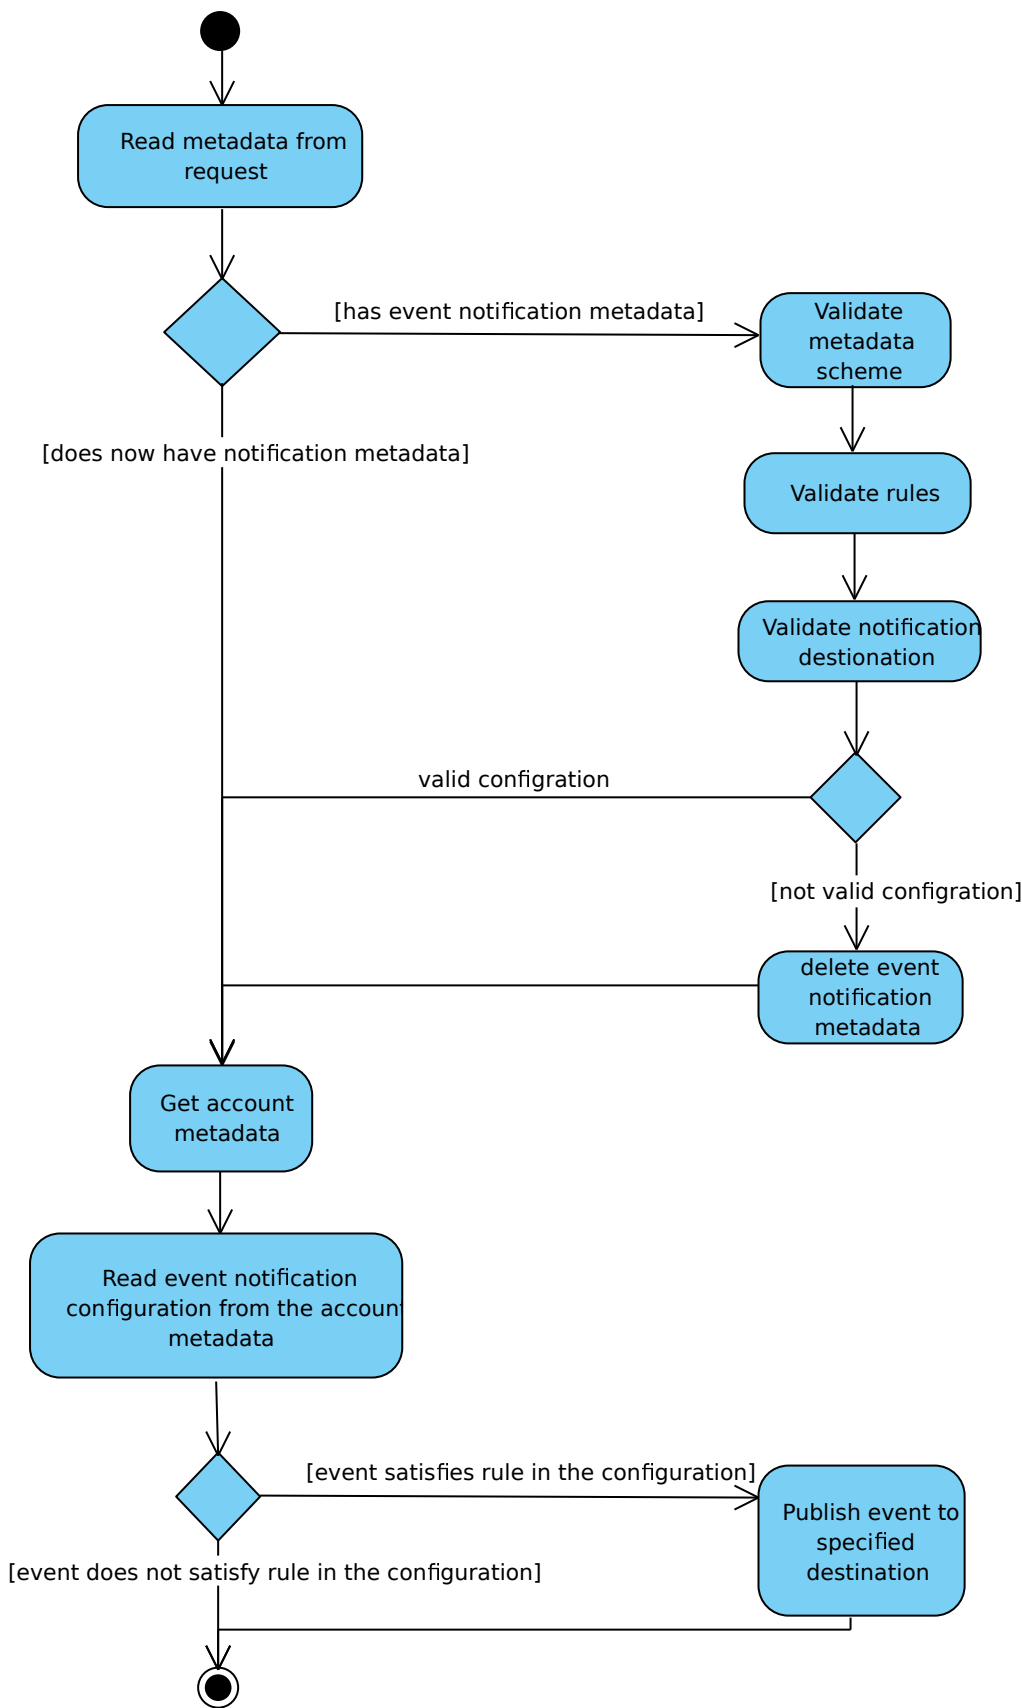 Read metadata from
request
[has event notification metadata]
Validate
metadata
scheme
[does now have notification metadata]
Validate rules
Validate notification
destionation
valid configration
[not valid configration]
delete event
notification
metadata
Get account
metadata
Read event notification
configuration from the account
metadata
[event satisfies rule in the configuration]
Publish event to
specified
destination
[event does not satisfy rule in the configuration]